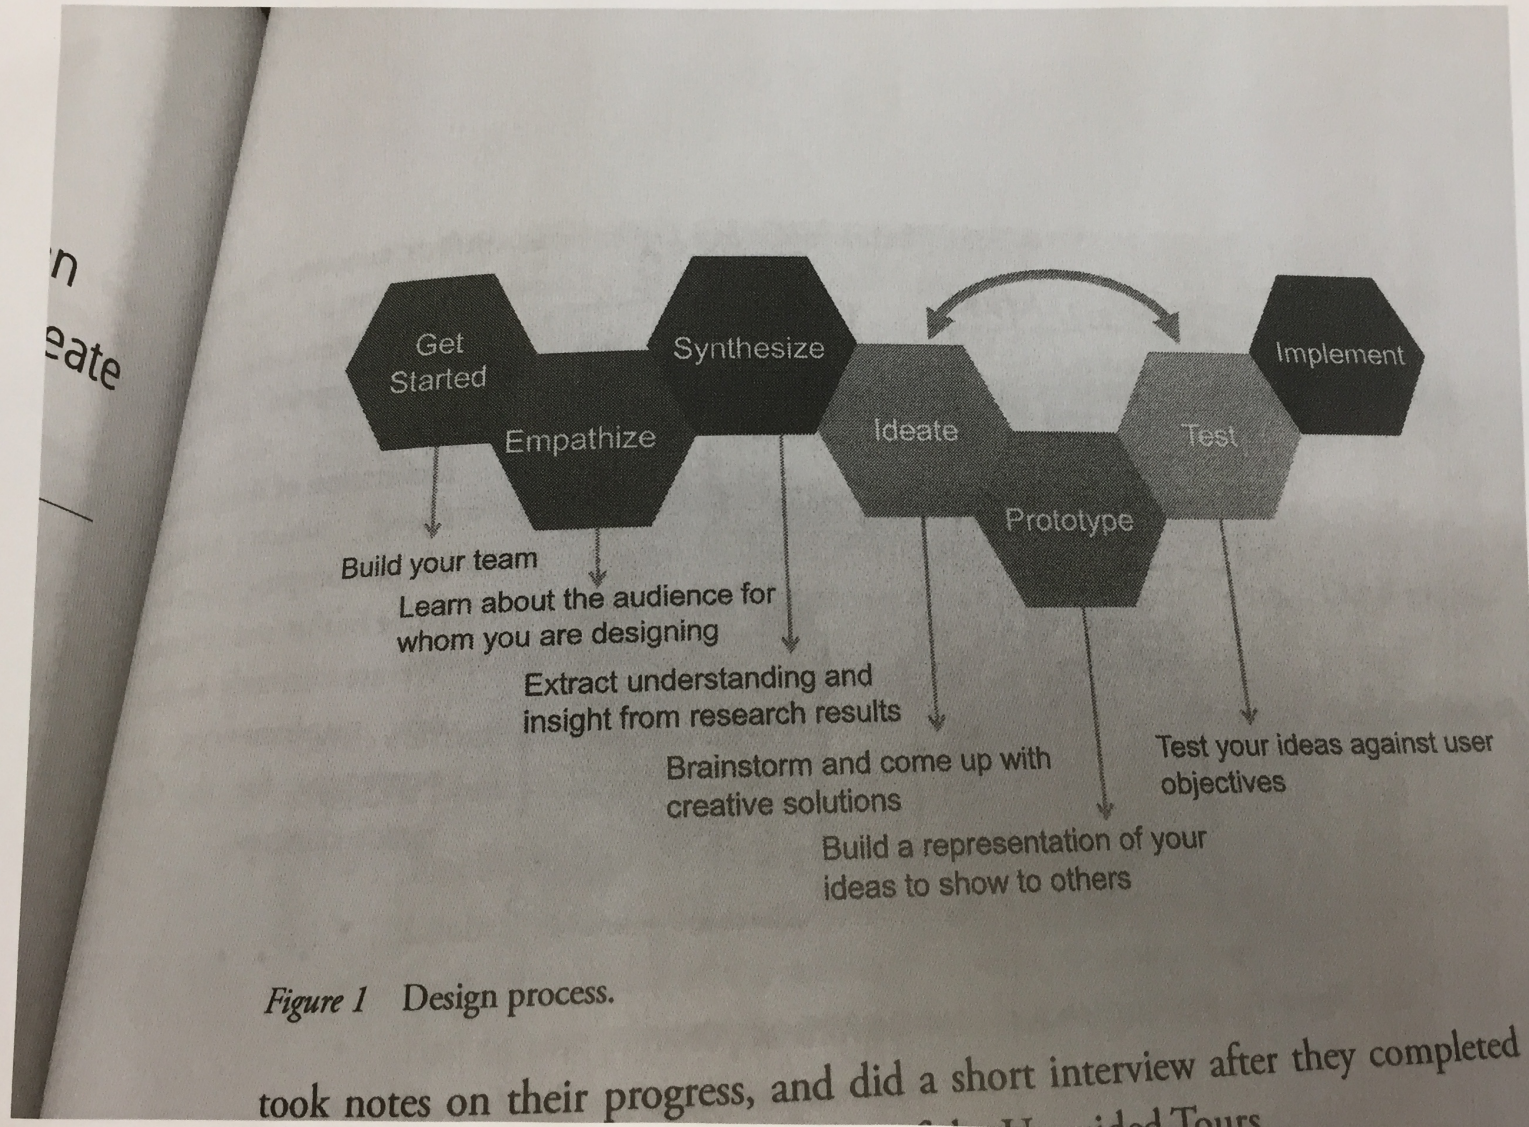 n
eate
Get
Started
Empathize
Synthesize
Ideate
Prototype
Test
Implement
Build your team
Learn about the audience for
whom you are designing
Extract understanding and
insight from research results
Brainstorm and come up with
creative solutions
Build a representation of your
ideas to show to others
Test your ideas against user
objectives
Figure 1 Design process.
took notes on their progress, and did a short interview after they completed
Tours